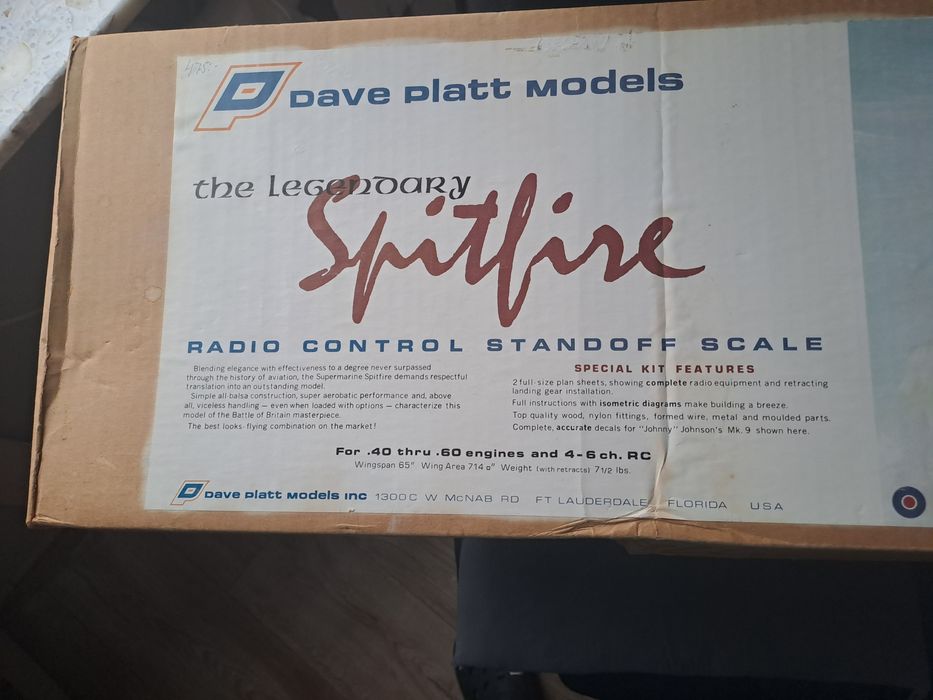 Dave Platt Models
the Legendary
Spitfire
RADIO CONTROL STANDOFF SCALE
Blending elegance with effectiveness to a degree never surpassed
through the history of aviation, the Supermarine Spitfire demands respectful
translation into an outstanding model.
Simple all-balsa construction, super aerobatic performance and, above
all, viceless handling — even when loaded with options — characterize this
model of the Battle of Britain masterpiece.
The best looks-flying combination on the market!
SPECIAL KIT FEATURES
2 full-size plan sheets, showing complete radio equipment and retracting
landing gear installation.
Full instructions with isometric diagrams make building a breeze.
Top quality wood, nylon fittings, formed wire, metal and moulded parts.
Complete, accurate decals for "Johnny" Johnson's Mk. 9 shown here.
For .40 thru .60 engines and 4-6 ch. RC
Wingspan 65" Wing Area 714 ▫" Weight (with retracts) 7 1/2 lbs.
Dave Platt Models Inc 1300C W McNAB RD FT LAUDERDALE FLORIDA USA